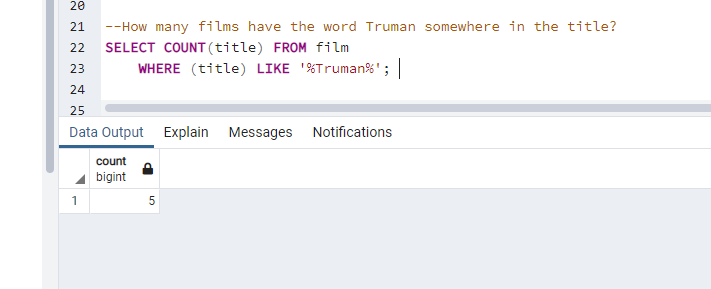 20
21 --How many films have the word Truman somewhere in the title?
22 SELECT COUNT(title) FROM film
23 WHERE (title) LIKE '%Truman%';
24
25
Data Output Explain Messages Notifications
count
bigint
1 5